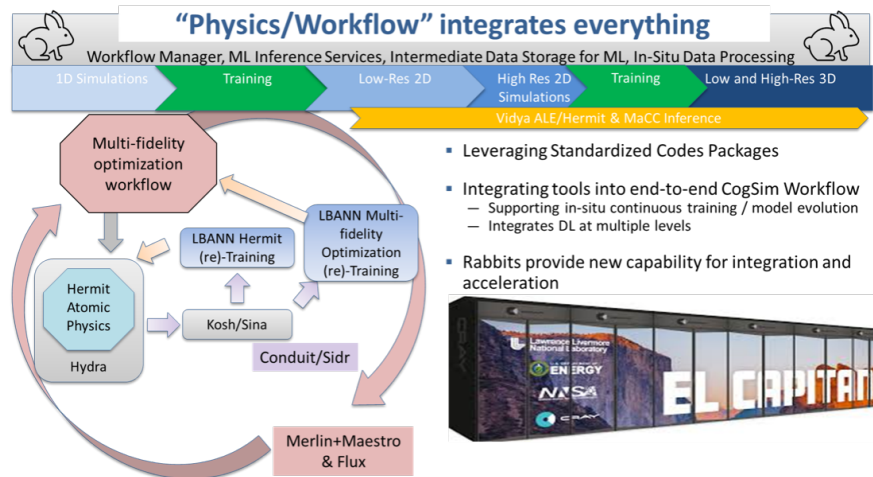 “Physics/Workflow” integrates everything
Workflow Manager, ML Inference Services, Intermediate Data Storage for ML, In-Situ Data Processing
1D Simulations
Training
Low-Res 2D
High Res 2D
Simulations
Training
Low and High-Res 3D
Vidya ALE/Hermit & MaCC Inference
Multi-fidelity
optimization
workflow
LBANN Hermit
(re)-Training
LBANN Multi-
fidelity
Optimization
(re)-Training
Hermit
Atomic
Physics
Hydra
Kosh/Sina
Conduit/Sidr
Merlin+Maestro
& Flux
▪ Leveraging Standardized Codes Packages
▪ Integrating tools into end-to-end CogSim Workflow
— Supporting in-situ continuous training / model evolution
— Integrates DL at multiple levels
▪ Rabbits provide new capability for integration and
acceleration
CRAY
Lawrence Livermore
National Laboratory
ENERGY
NNSA
CRAY
EL CAPITAN